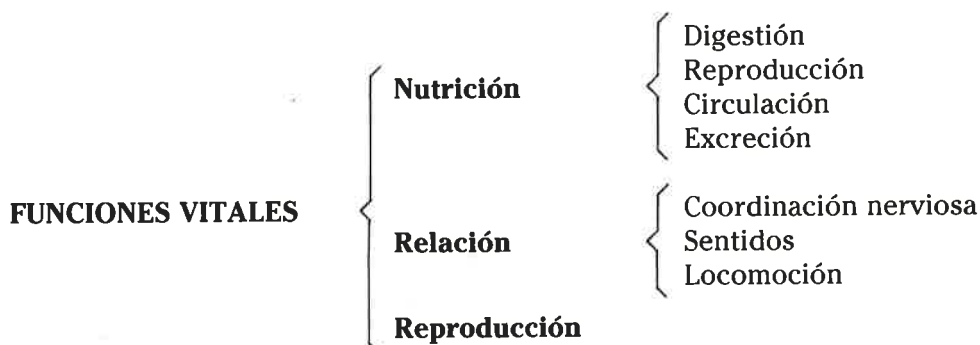 Digestión
Nutrición
Reproducción
Circulación
Excreción
FUNCIONES VITALES
Coordinación nerviosa
Relación
Sentidos
Locomoción
Reproducción